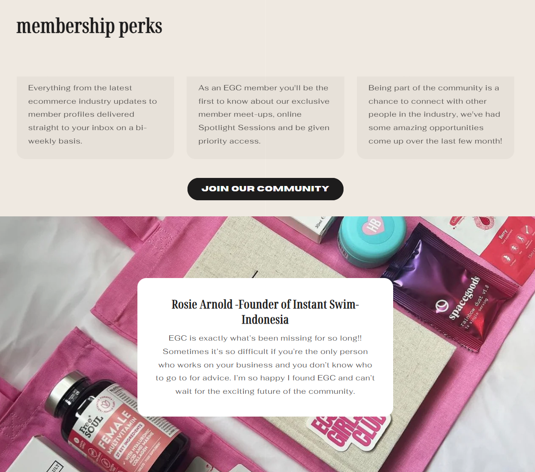 membership perks
Everything from the latest
ecommerce industry updates to
member profiles delivered
straight to your inbox on a bi-
weekly basis.
As an EGC member you'll be the
first to know about our exclusive
member meet-ups, online
Spotlight Sessions and be given
priority access.
Being part of the community is a
chance to connect with other
people in the industry, we've had
some amazing opportunities
come up over the last few month!
JOIN OUR COMMUNITY
HB
spacegoods
Rosie Arnold -Founder of Instant Swim-
Indonesia
EGC is exactly what's been missing for so long!!
Sometimes it's so difficult if you're the only person
who works on your business and you don't know who
to go to for advice. I'm so happy I found EGC and can't
wait for the exciting future of the community.
SOUL
FEMALE
MULTIVITAMIN